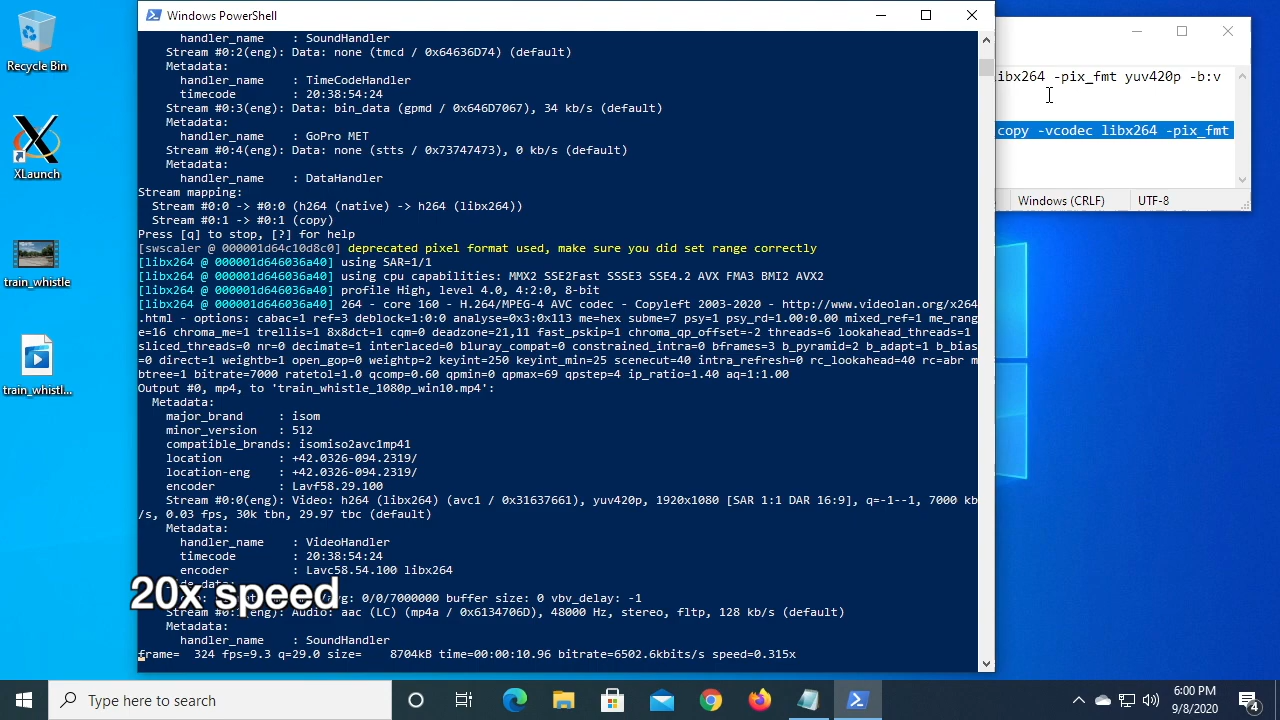 Recycle Bin
XLaunch
train_whistle
train_whistl...
Windows PowerShell
handler_name : SoundHandler
Stream #0:2(eng): Data: none (tmcd / 0x64636D74) (default)
Metadata:
handler_name : TimeCodeHandler
timecode : 20:38:54:24
Stream #0:3(eng): Data: bin_data (gpmd / 0x646D7067), 34 kb/s (default)
Metadata:
handler_name : GoPro MET
Stream #0:4(eng): Data: none (stts / 0x73747473), 0 kb/s (default)
Metadata:
handler_name : DataHandler
Stream mapping:
Stream #0:0 -> #0:0 (h264 (native) -> h264 (libx264))
Stream #0:1 -> #0:1 (copy)
Press [q] to stop, [?] for help
[swscaler @ 000001d64c10d8c0] deprecated pixel format used, make sure you did set range correctly
[libx264 @ 000001d646036a40] using SAR=1/1
[libx264 @ 000001d646036a40] using cpu capabilities: MMX2 SSE2Fast SSSE3 SSE4.2 AVX FMA3 BMI2 AVX2
[libx264 @ 000001d646036a40] profile High, level 4.0, 4:2:0, 8-bit
[libx264 @ 000001d646036a40] 264 - core 160 - H.264/MPEG-4 AVC codec - Copyleft 2003-2020 - http://www.videolan.org/x264
.html - options: cabac=1 ref=3 deblock=1:0:0 analyse=0x3:0x113 me=hex subme=7 psy=1 psy_rd=1.00:0.00 mixed_ref=1 me_rang
e=16 chroma_me=1 trellis=1 8x8dct=1 cqm=0 deadzone=21,11 fast_pskip=1 chroma_qp_offset=-2 threads=6 lookahead_threads=1
sliced_threads=0 nr=0 decimate=1 interlaced=0 bluray_compat=0 constrained_intra=0 bframes=3 b_pyramid=2 b_adapt=1 b_bias
=0 direct=1 weightb=1 open_gop=0 weightp=2 keyint=250 keyint_min=25 scenecut=40 intra_refresh=0 rc_lookahead=40 rc=abr m
btree=1 bitrate=7000 ratetol=1.0 qcomp=0.60 qpmin=0 qpmax=69 qpstep=4 ip_ratio=1.40 aq=1:1.00
Output #0, mp4, to 'train_whistle_1080p_win10.mp4':
Metadata:
major_brand : isom
minor_version : 512
compatible_brands: isomiso2avc1mp41
location : +42.0326-094.2319/
location-eng : +42.0326-094.2319/
encoder : Lavf58.29.100
Stream #0:0(eng): Video: h264 (libx264) (avc1 / 0x31637661), yuv420p, 1920x1080 [SAR 1:1 DAR 16:9], q=-1--1, 7000 kb
/s, 0.03 fps, 30k tbn, 29.97 tbc (default)
Metadata:
handler_name : VideoHandler
timecode : 20:38:54:24
encoder : Lavc58.54.100 libx264
20x speed
avg: 0/0/7000000 buffer size: 0 vbv_delay: -1
(eng): Audio: aac (LC) (mp4a / 0x6134706D), 48000 Hz, stereo, fltp, 128 kb/s (default)
Metadata:
handler_name : SoundHandler
frame= 324 fps=9.3 q=29.0 size= 8704kB time=00:00:10.96 bitrate=6502.6kbits/s speed=0.315x
libx264 -pix_fmt yuv420p -b:v
copy -vcodec libx264 -pix_fmt
Windows (CRLF) UTF-8
Type here to search
6:00 PM
9/8/2020
4